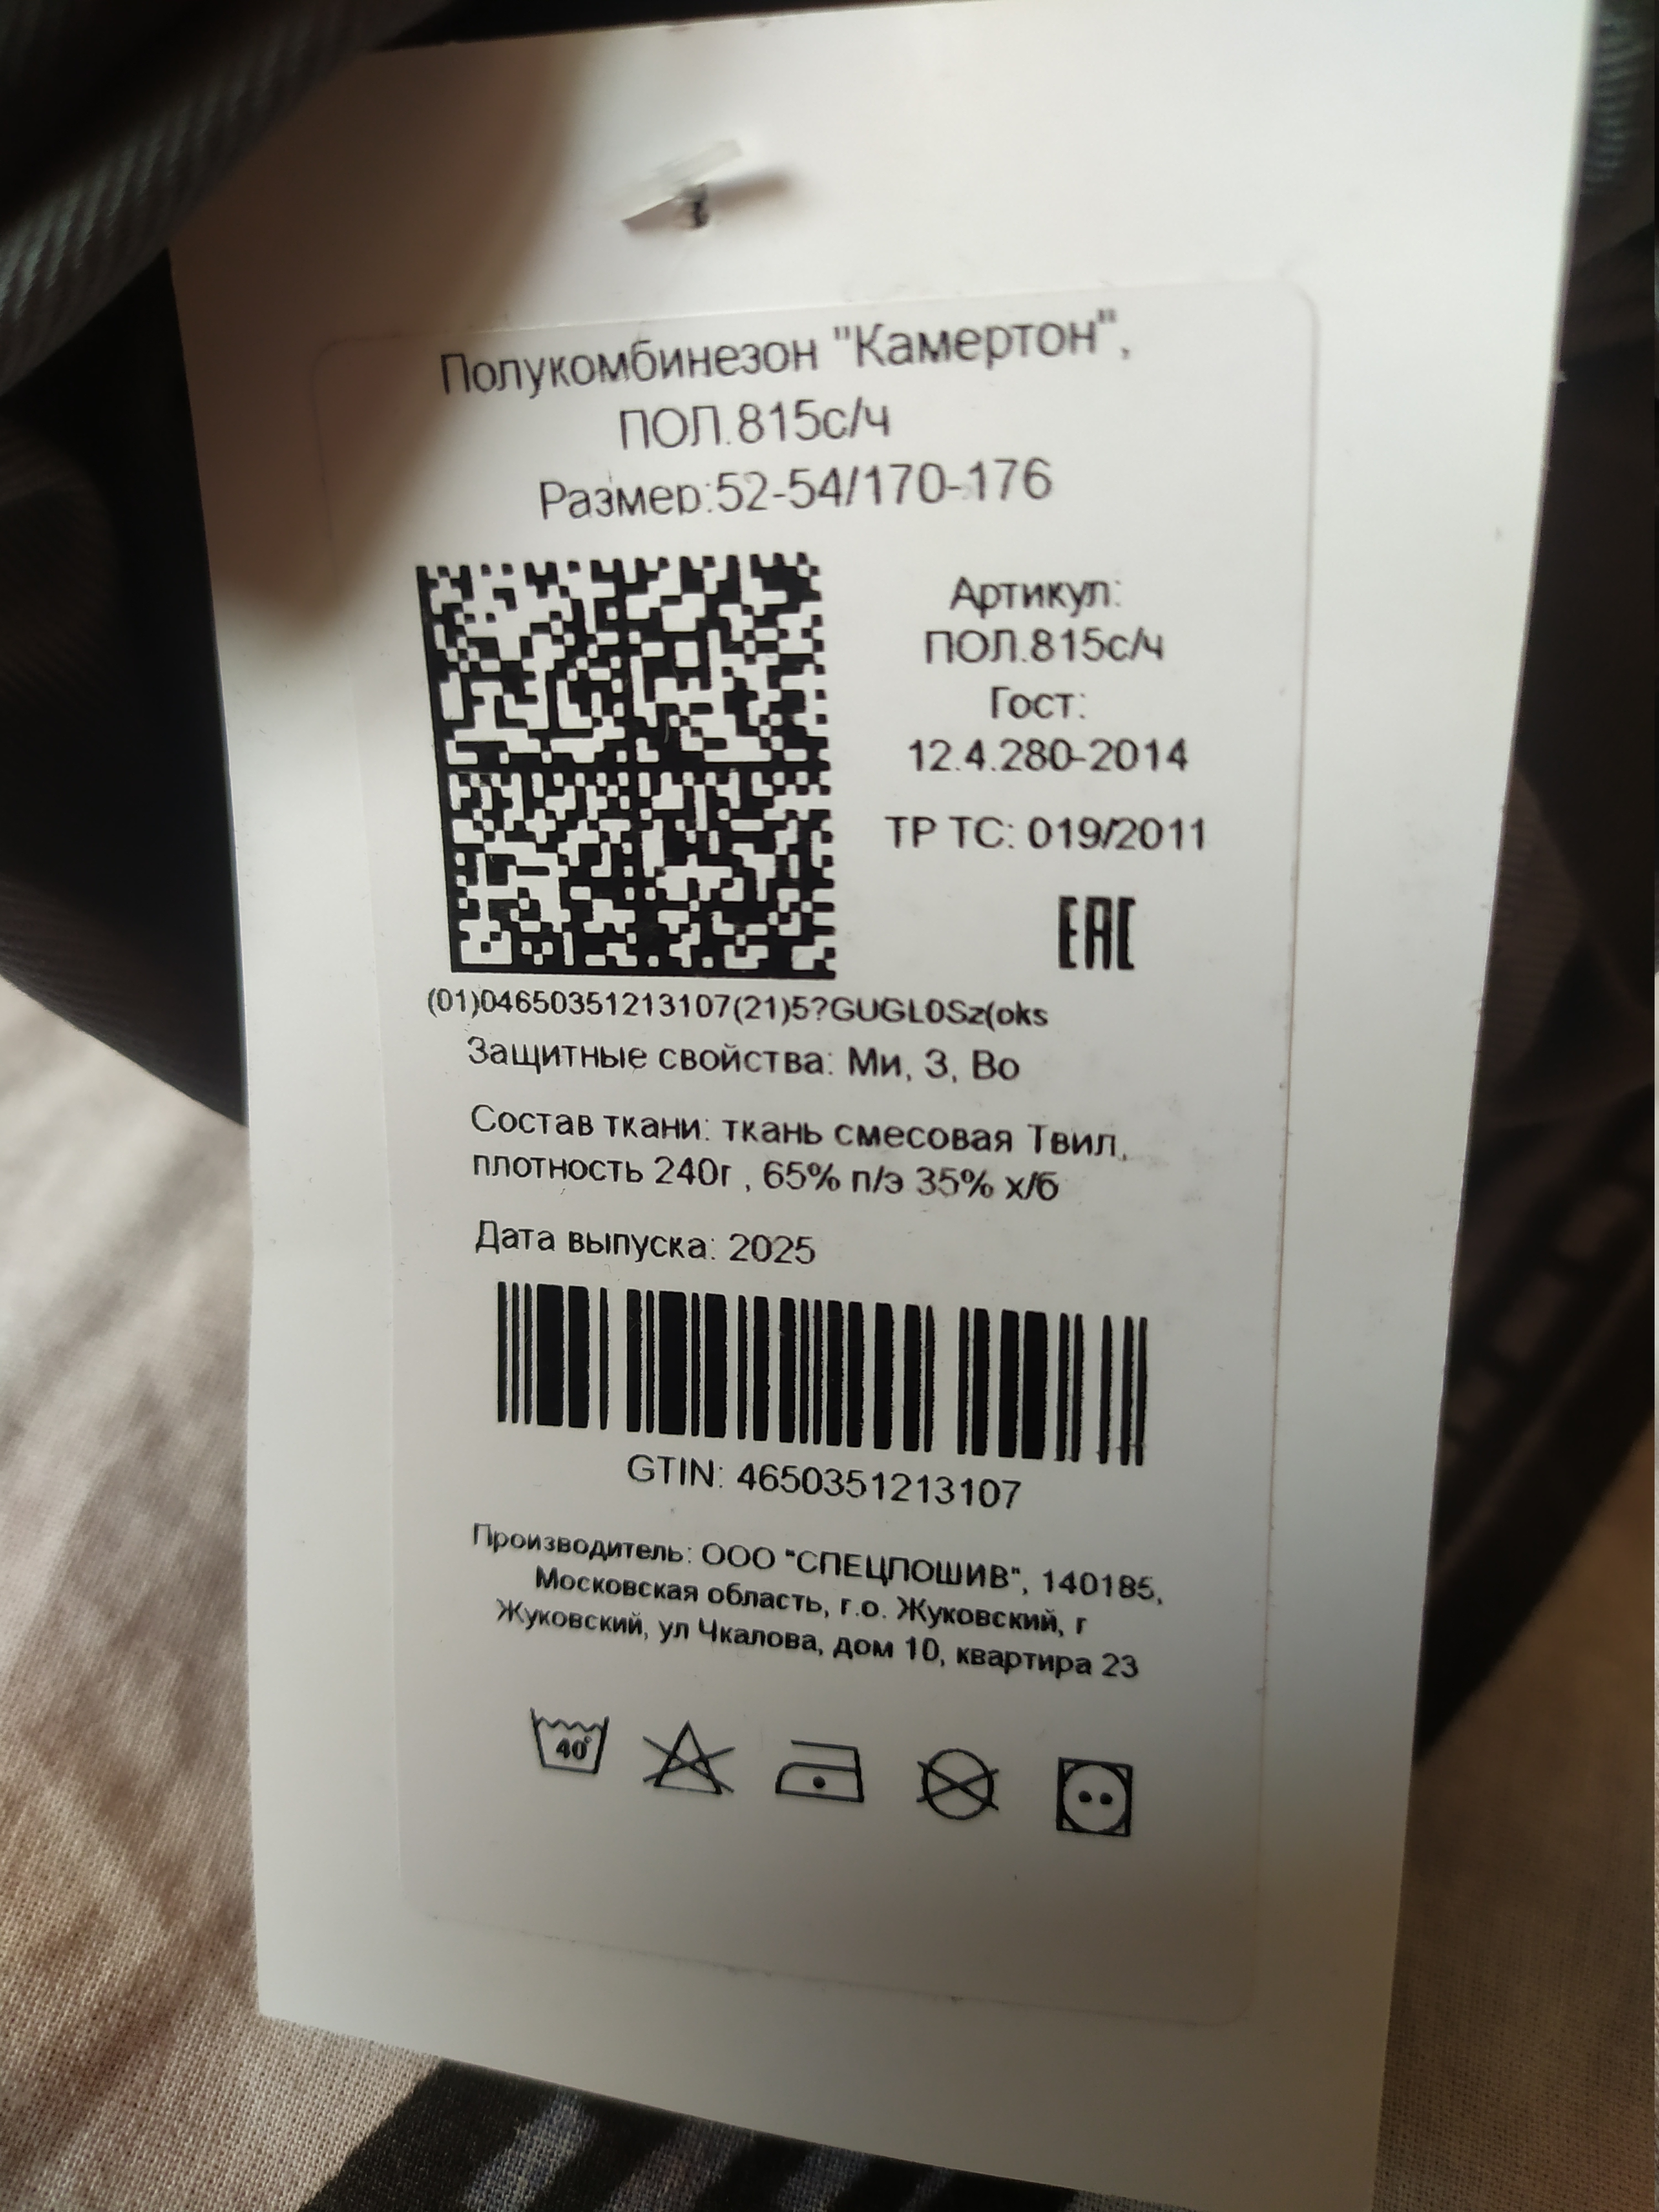 Полукомбинезон "Камертон",
ПОЛ.815с/ч
Размер:52-54/170-176
Артикул:
ПОЛ.815с/ч
Гост:
12.4.280-2014
ТР ТС: 019/2011
ЕАС
(01)04650351213107(21)5?GUGL0Sz(oks
Защитные свойства: Ми, З, Во
Состав ткани: ткань смесовая Твил,
плотность 240г , 65% п/э 35% х/б
Дата выпуска: 2025
GTIN: 4650351213107
Производитель: ООО "СПЕЦПОШИВ", 140185,
Московская область, г.о. Жуковский, г
Жуковский, ул Чкалова, дом 10, квартира 23
40°